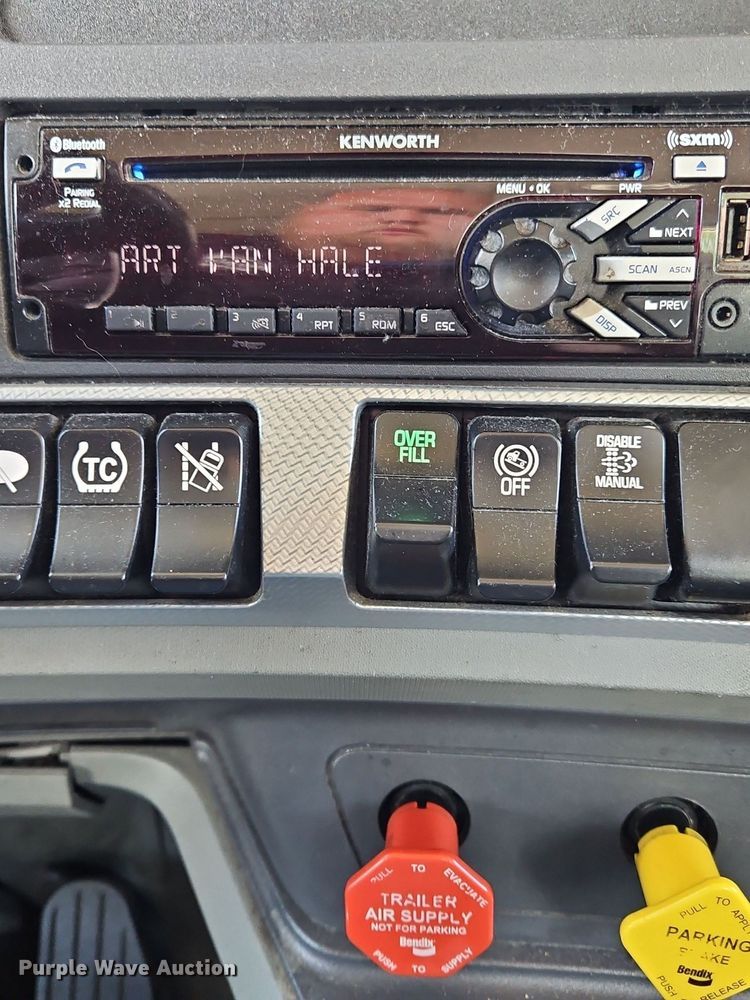 Bluetooth
KENWORTH
((sxm))
PAIRING
X2 REDIAL
MENU • OK
PWR
SRC
NEXT
ART VAN HALE
SCAN ASCN
PREV
DISP
2
3
4 RPT
5 RDM
6 ESC
TC
OVER
FILL
OFF
DISABLE
MANUAL
PULL TO EVACUATE
TRAILER
AIR SUPPLY
NOT FOR PARKING
Bendix
PUSH TO SUPPLY
PULL TO APPLY
PARKING
BRAKE
Bendix
PUSH
RELEASE
Purple Wave Auction